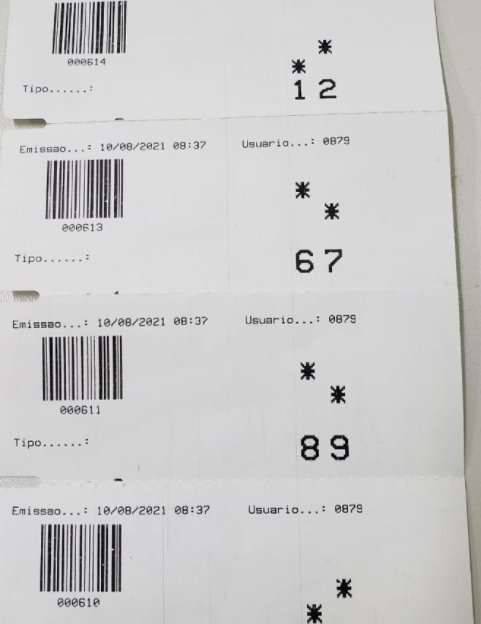 *
*
000614
Tipo......:
12
Emissao...: 10/08/2021 08:37 Usuario...: 0879
*
*
000613
Tipo......:
67
Emissao...: 10/08/2021 08:37 Usuario...: 0879
*
*
000611
Tipo......:
89
Emissao...: 10/08/2021 08:37 Usuario...: 0879
*
000610
*